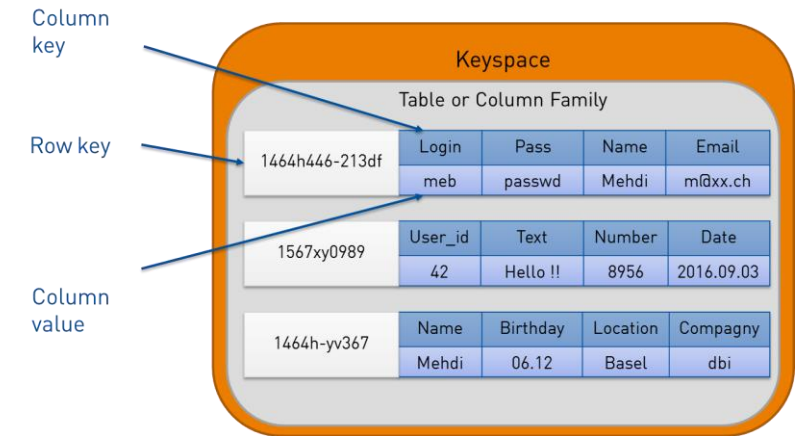 Column
key
Keyspace
Table or Column Family
Row key
1464h446-213df
Login Pass Name Email
meb passwd Mehdi m@xx.ch
1567xy0989
User_id Text Number Date
42 Hello !! 8956 2016.09.03
Column
value
1464h-yv367
Name Birthday Location Compagny
Mehdi 06.12 Basel dbi